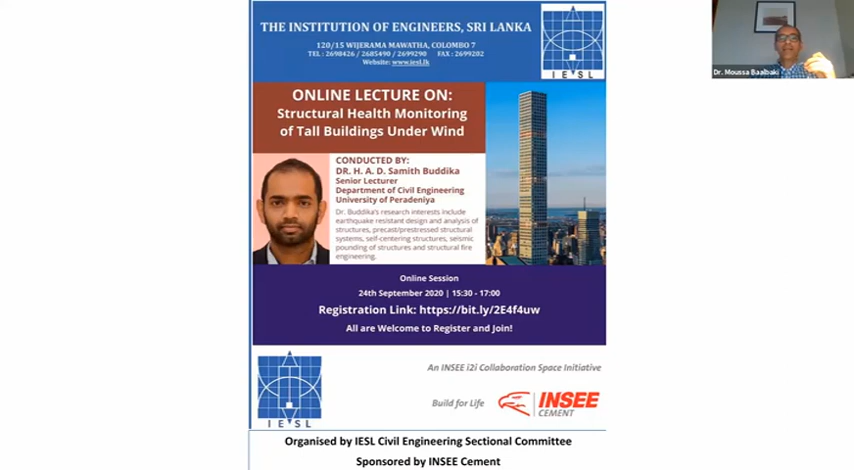 THE INSTITUTION OF ENGINEERS, SRI LANKA
120/15 WIJERAMA MAWATHA, COLOMBO 7
TEL : 2698426 / 2685490 / 2699290 FAX : 2699202
Website: www.iesl.lk
I E S L
Dr. Moussa Baalbaki
ONLINE LECTURE ON:
Structural Health Monitoring
of Tall Buildings Under Wind
CONDUCTED BY:
DR. H. A. D. Samith Buddika
Senior Lecturer
Department of Civil Engineering
University of Peradeniya
Dr. Buddika's research interests include
earthquake resistant design and analysis of
structures, precast/prestressed structural
systems, self-centering structures, seismic
pounding of structures and structural fire
engineering.
Online Session
24th September 2020 | 15:30 - 17:00
Registration Link: https://bit.ly/2E4f4uw
All are Welcome to Register and Join!
An INSEE i2i Collaboration Space Initiative
Build for Life
INSEE
CEMENT
I E S L
Organised by IESL Civil Engineering Sectional Committee
Sponsored by INSEE Cement